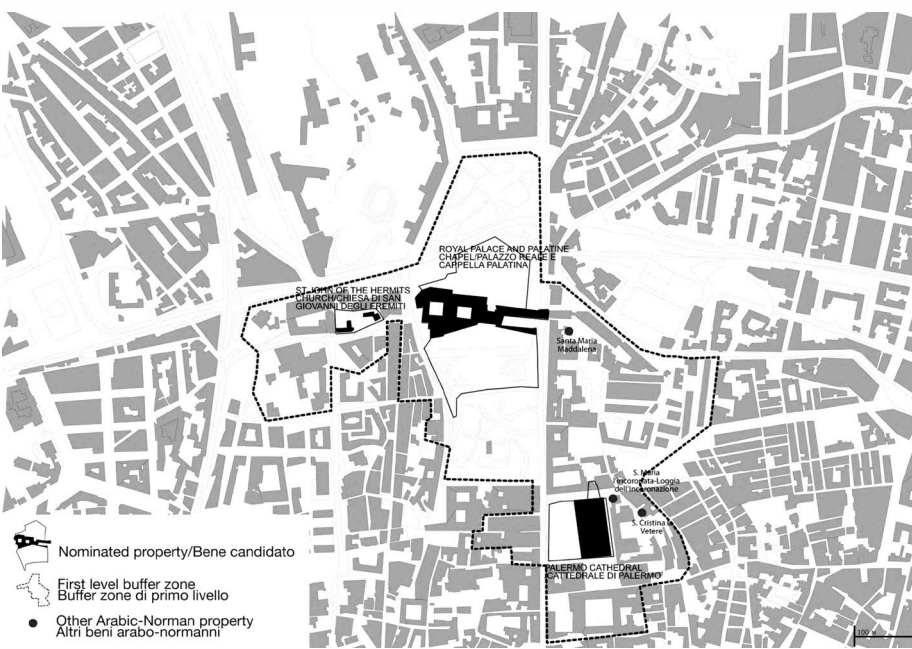 ROYAL PALACE AND PALATINE
CHAPEL/PALAZZO REALE E
CAPPELLA PALATINA
ST JOHN OF THE HERMITS
CHURCH/CHIESA DI SAN
GIOVANNI DEGLI EREMITI
Santa Maria
Maddalena
S. Maria
l'incoronata-Loggia
dell'Incoronazione
S. Cristina la
Vetere
PALERMO CATHEDRAL
CATTEDRALE DI PALERMO
Nominated property/Bene candidato
First level buffer zone
Buffer zone di primo livello
Other Arabic-Norman property
Altri beni arabo-normanni
100 M